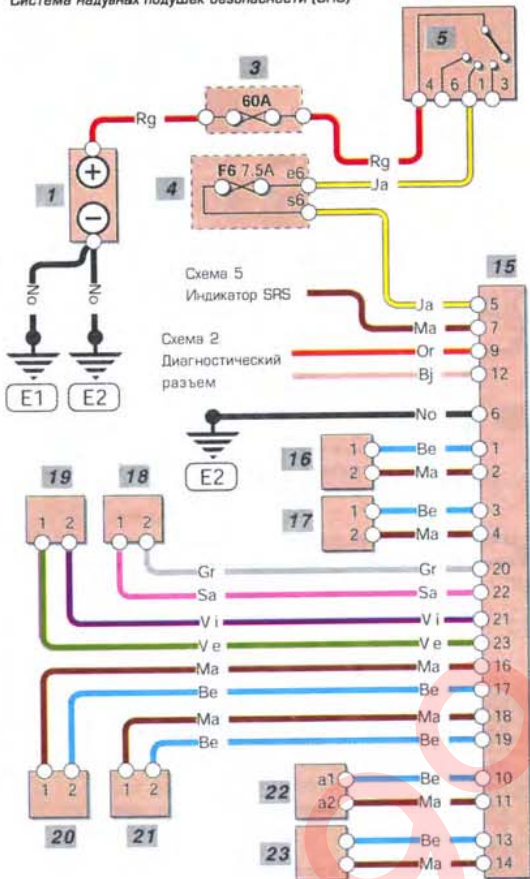 Система надувных подушек безопасности (SRS)
5
3
60A
4 6 1 3
Rg
Rg
F6 7.5A e6
Ja
4
s6
1
No
No
15
Схема 5
Индикатор SRS
Ja 5
Ma 7
Схема 2
Or 9
Диагностический
разъем
Bj 12
E1
E2
No 6
E2
16
1 Be 1
2 Ma 2
19
18
17
1 Be 3
2 Ma 4
1 2
1 2
Gr Gr 20
Sa Sa 22
Vi Vi 21
Ve Ve 23
Ma Ma 16
Be Be 17
Ma Ma 18
Be Be 19
1 2
1 2
20
21
22
a1 Be 10
a2 Ma 11
23
Be 13
Ma 14